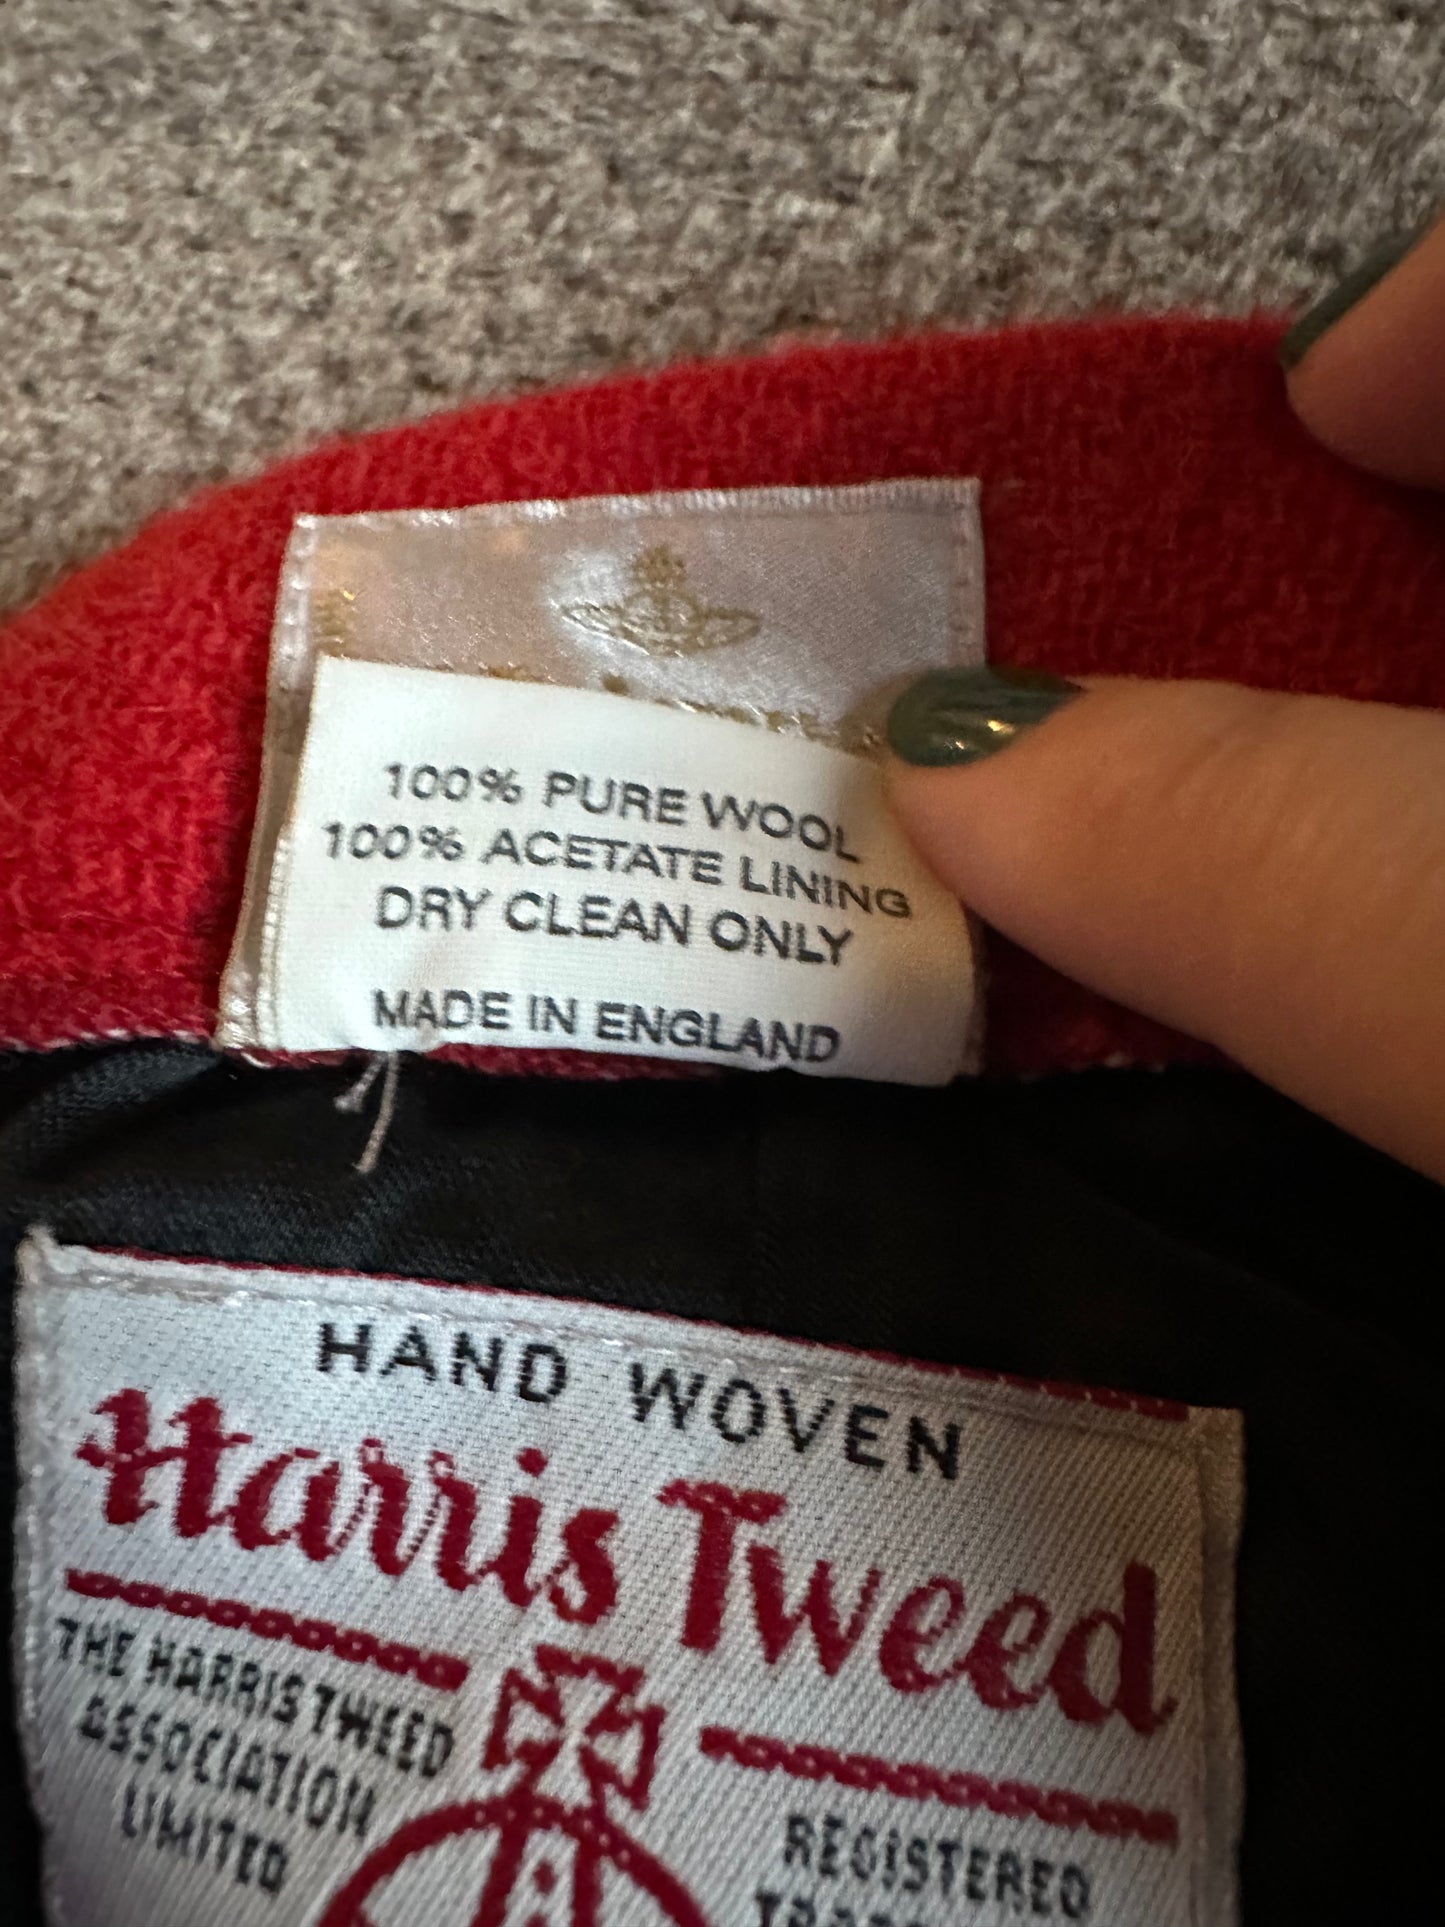 100% PURE WOOL
100% ACETATE LINING
DRY CLEAN ONLY
MADE IN ENGLAND
HAND WOVEN
Harris Tweed
THE HARRIS TWEED
ASSOCIATION
LIMITED
REGISTERED